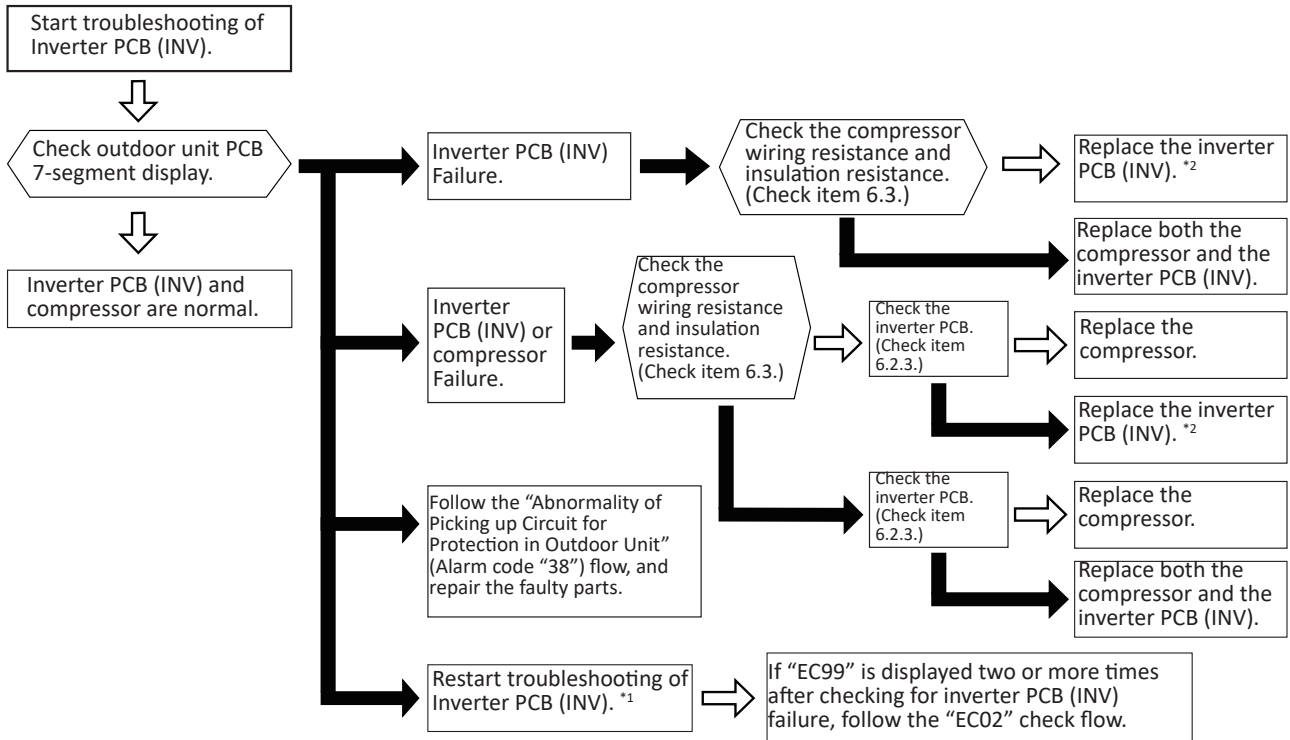 Start troubleshooting of
Inverter PCB (INV).
Check outdoor unit PCB
7-segment display.
Inverter PCB (INV) and
compressor are normal.
Inverter PCB (INV)
Failure.
Check the compressor
wiring resistance and
insulation resistance.
(Check item 6.3.)
Replace the inverter
PCB (INV). *2
Replace both the
compressor and the
inverter PCB (INV).
Inverter
PCB (INV) or
compressor
Failure.
Check the
compressor
wiring resistance
and insulation
resistance.
(Check item 6.3.)
Check the
inverter PCB.
(Check item
6.2.3.)
Replace the
compressor.
Replace the inverter
PCB (INV). *2
Check the
inverter PCB.
(Check item
6.2.3.)
Replace the
compressor.
Replace both the
compressor and the
inverter PCB (INV).
Follow the “Abnormality of
Picking up Circuit for
Protection in Outdoor Unit”
(Alarm code “38”) flow, and
repair the faulty parts.
Restart troubleshooting of
Inverter PCB (INV). *1
If “EC99” is displayed two or more times
after checking for inverter PCB (INV)
failure, follow the “EC02” check flow.